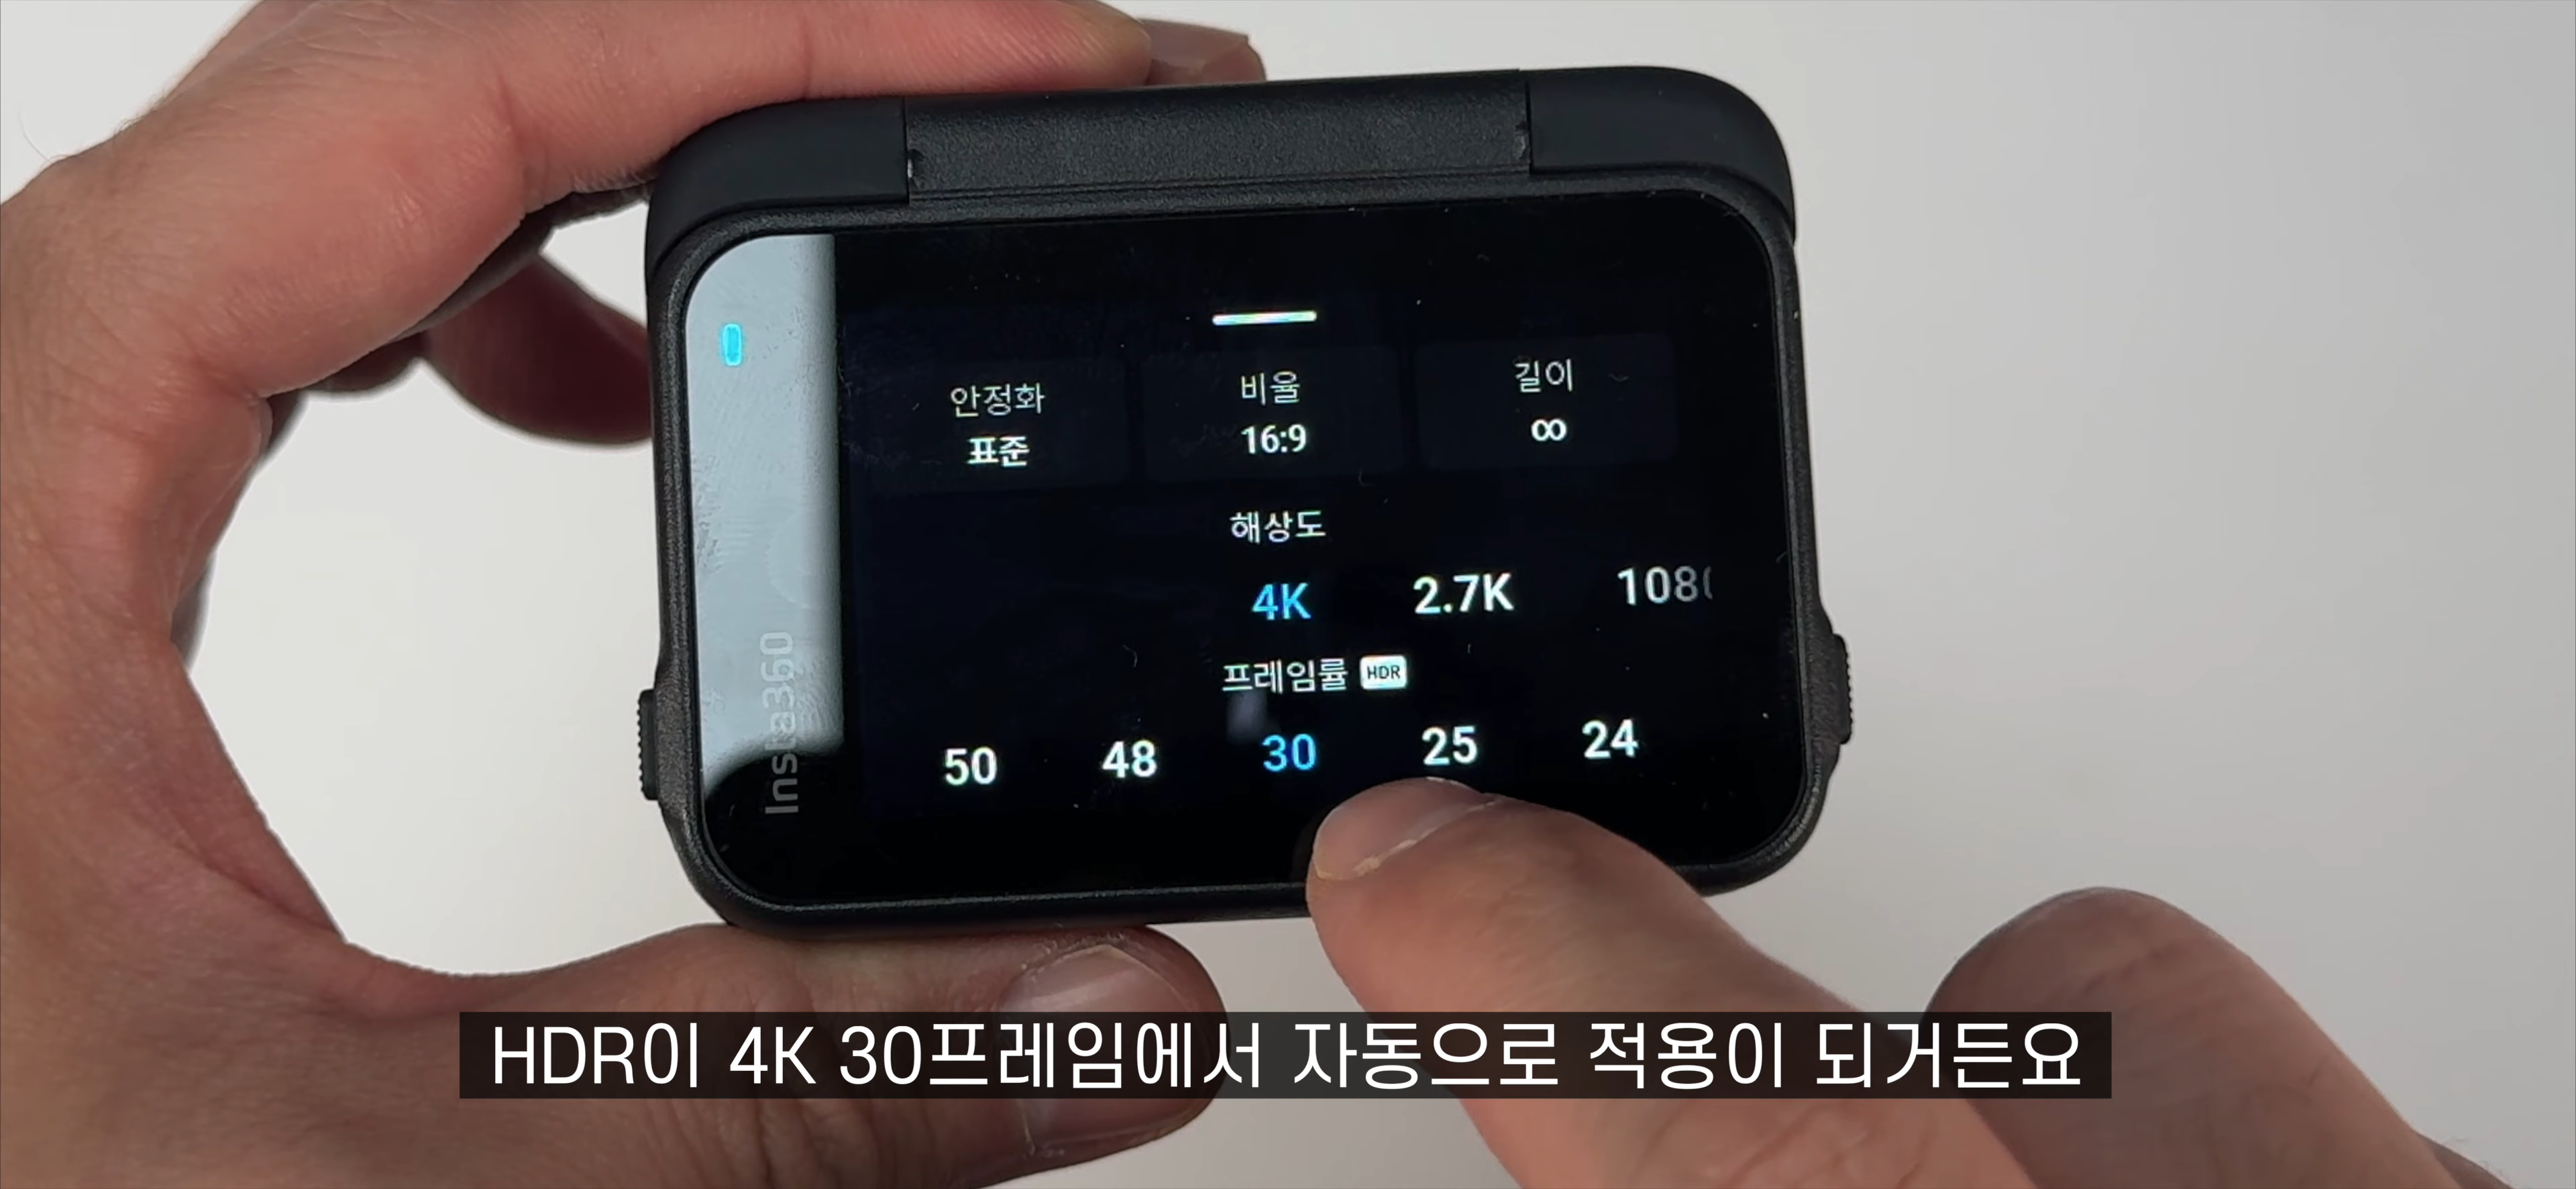 안정화
표준
비율
16:9
길이
∞
해상도
4K 2.7K 108
프레임률 HDR
50 48 30 25 24
Insta360
HDR이 4K 30프레임에서 자동으로 적용이 되거든요